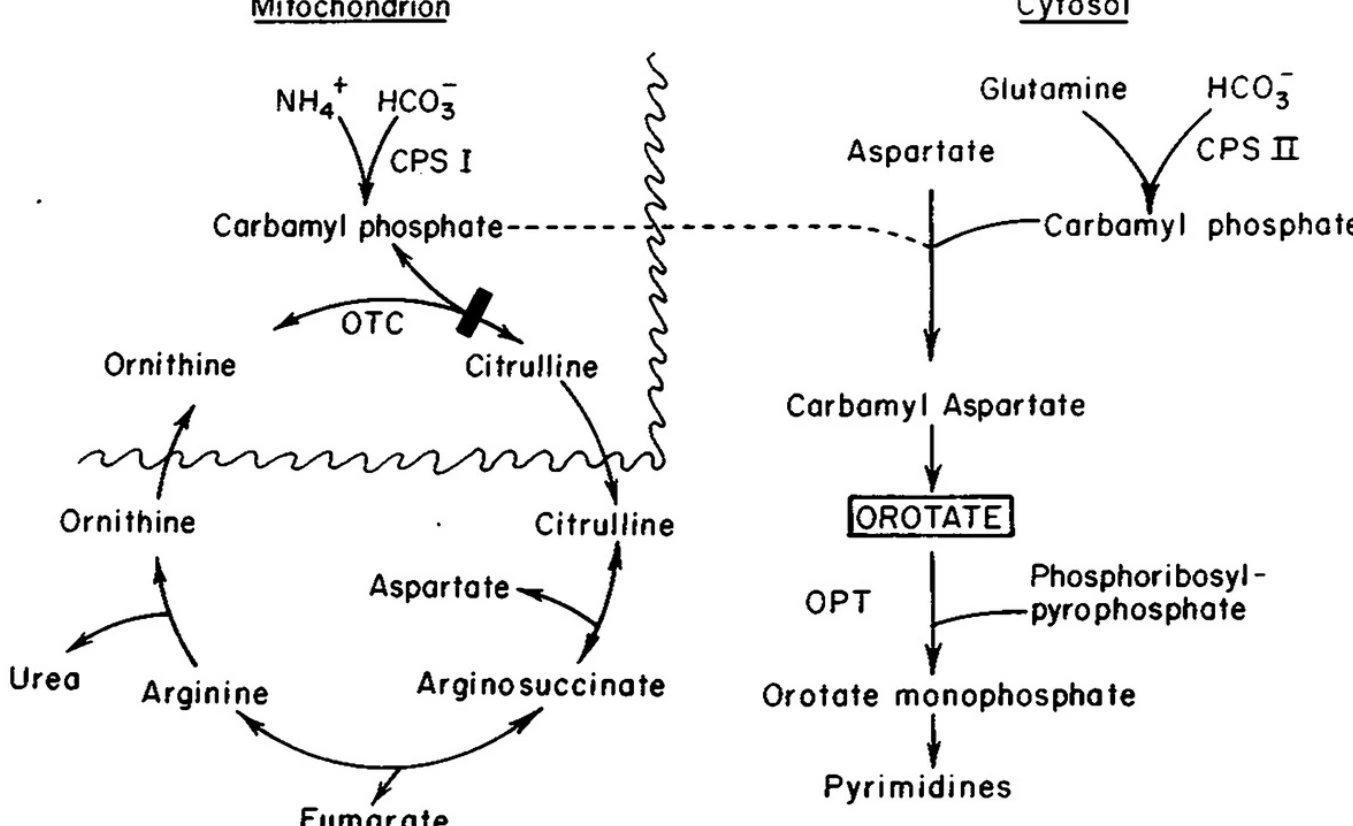 Mitochondrion
Cytosol
NH4+ HCO3-
CPS I
Carbamyl phosphate
OTC
Ornithine
Citrulline
Ornithine
Citrulline
Aspartate
Urea
Arginine
Arginosuccinate
Fumarate
Glutamine
HCO3-
Aspartate
CPS II
Carbamyl phosphate
Carbamyl Aspartate
OROTATE
OPT
Phosphoribosyl-
pyrophosphate
Orotate monophosphate
Pyrimidines